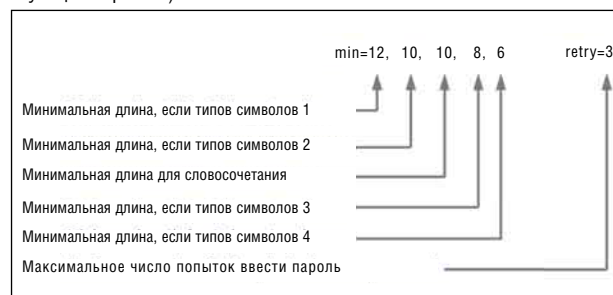 min=12, 10, 10, 8, 6 retry=3
Минимальная длина, если типов символов 1
Минимальная длина, если типов символов 2
Минимальная длина для словосочетания
Минимальная длина, если типов символов 3
Минимальная длина, если типов символов 4
Максимальное число попыток ввести пароль